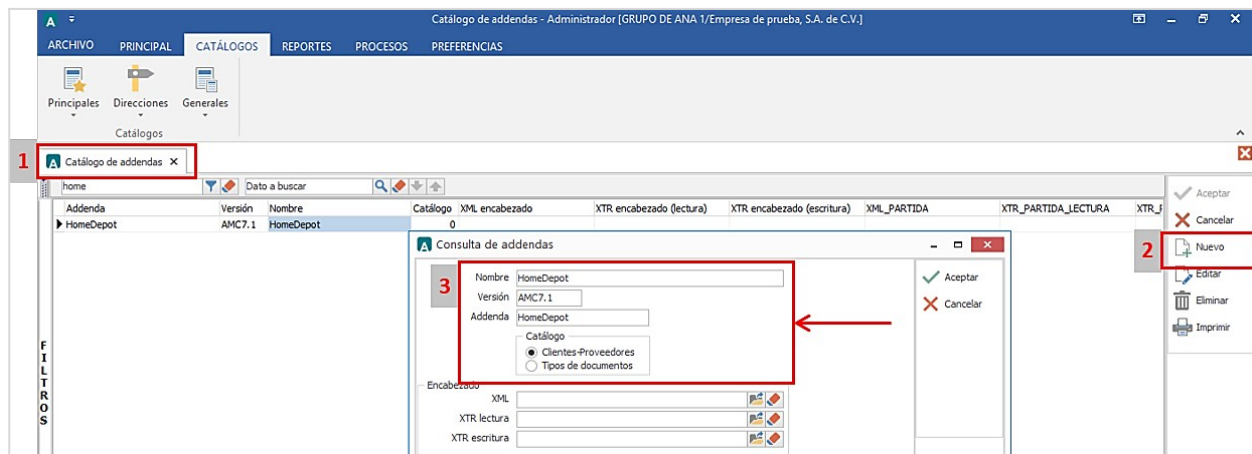 Catálogo de addendas - Administrador [GRUPO DE ANA 1/Empresa de prueba, S.A. de C.V.]
ARCHIVO PRINCIPAL CATÁLOGOS REPORTES PROCESOS PREFERENCIAS
Principales Direcciones Generales
Catálogos
1 Catálogo de addendas
home Dato a buscar
Addenda Versión Nombre Catálogo XML encabezado XTR encabezado (lectura) XTR encabezado (escritura) XML_PARTIDA XTR_PARTIDA_LECTURA
HomeDepot AMC7.1 HomeDepot 0
Aceptar
Cancelar
2 Nuevo
Editar
Eliminar
Imprimir
Consulta de addendas
3
Nombre HomeDepot
Versión AMC7.1
Addenda HomeDepot
Catálogo
Clientes-Proveedores
Tipos de documentos
Aceptar
Cancelar
Encabezado
XML
XTR lectura
XTR escritura
FILTROS